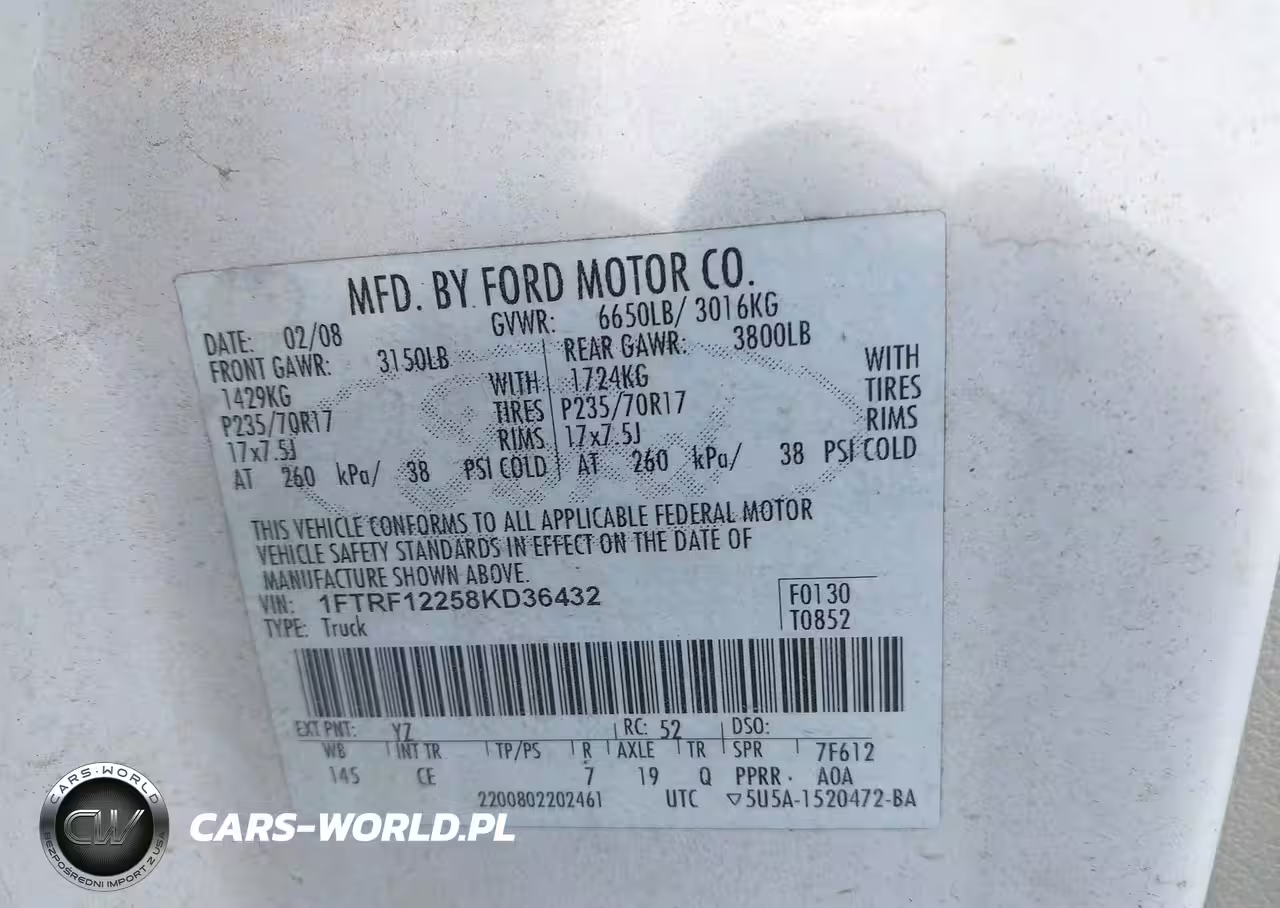 MFD. BY FORD MOTOR CO.
DATE: 02/08 GVWR: 6650LB/ 3016KG
FRONT GAWR: 3150LB REAR GAWR: 3800LB
1429KG WITH 1724KG WITH
P235/70R17 TIRES P235/70R17 TIRES
17x7.5J RIMS 17x7.5J RIMS
AT 260 kPa/ 38 PSI COLD AT 260 kPa/ 38 PSI COLD
THIS VEHICLE CONFORMS TO ALL APPLICABLE FEDERAL MOTOR
VEHICLE SAFETY STANDARDS IN EFFECT ON THE DATE OF
MANUFACTURE SHOWN ABOVE.
VIN: 1FTRF12258KD36432 F0130
TYPE: Truck T0852
EXT PNT: YZ RC: 52 DSO:
WB INT TR TP/PS R AXLE TR SPR 7F612
145 CE 7 19 Q PPRR· A0A
2200802202461 UTC ▽5U5A-1520472-BA
CARS-WORLD
CW
BEZPOŚREDNI IMPORT Z USA
CARS-WORLD.PL